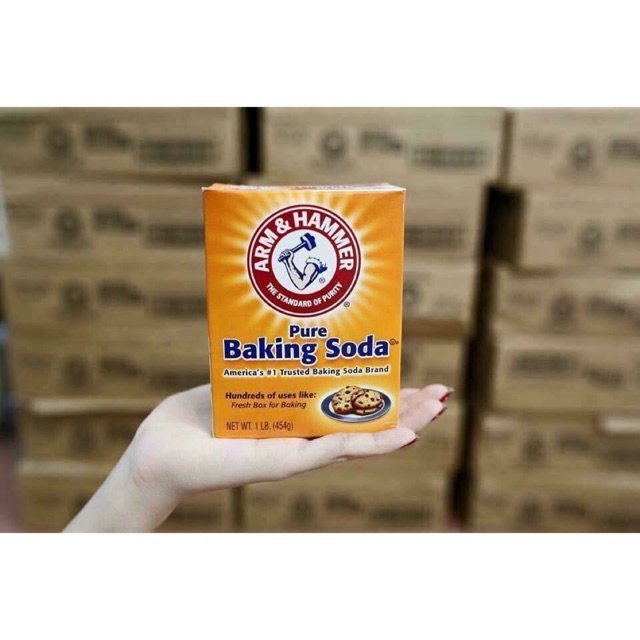 ARM & HAMMER
THE STANDARD OF PURITY
Pure
Baking Soda
America's #1 Trusted Baking Soda Brand
Hundreds of uses like:
Fresh Box for Baking
NET WT. 1 LB. (454g)